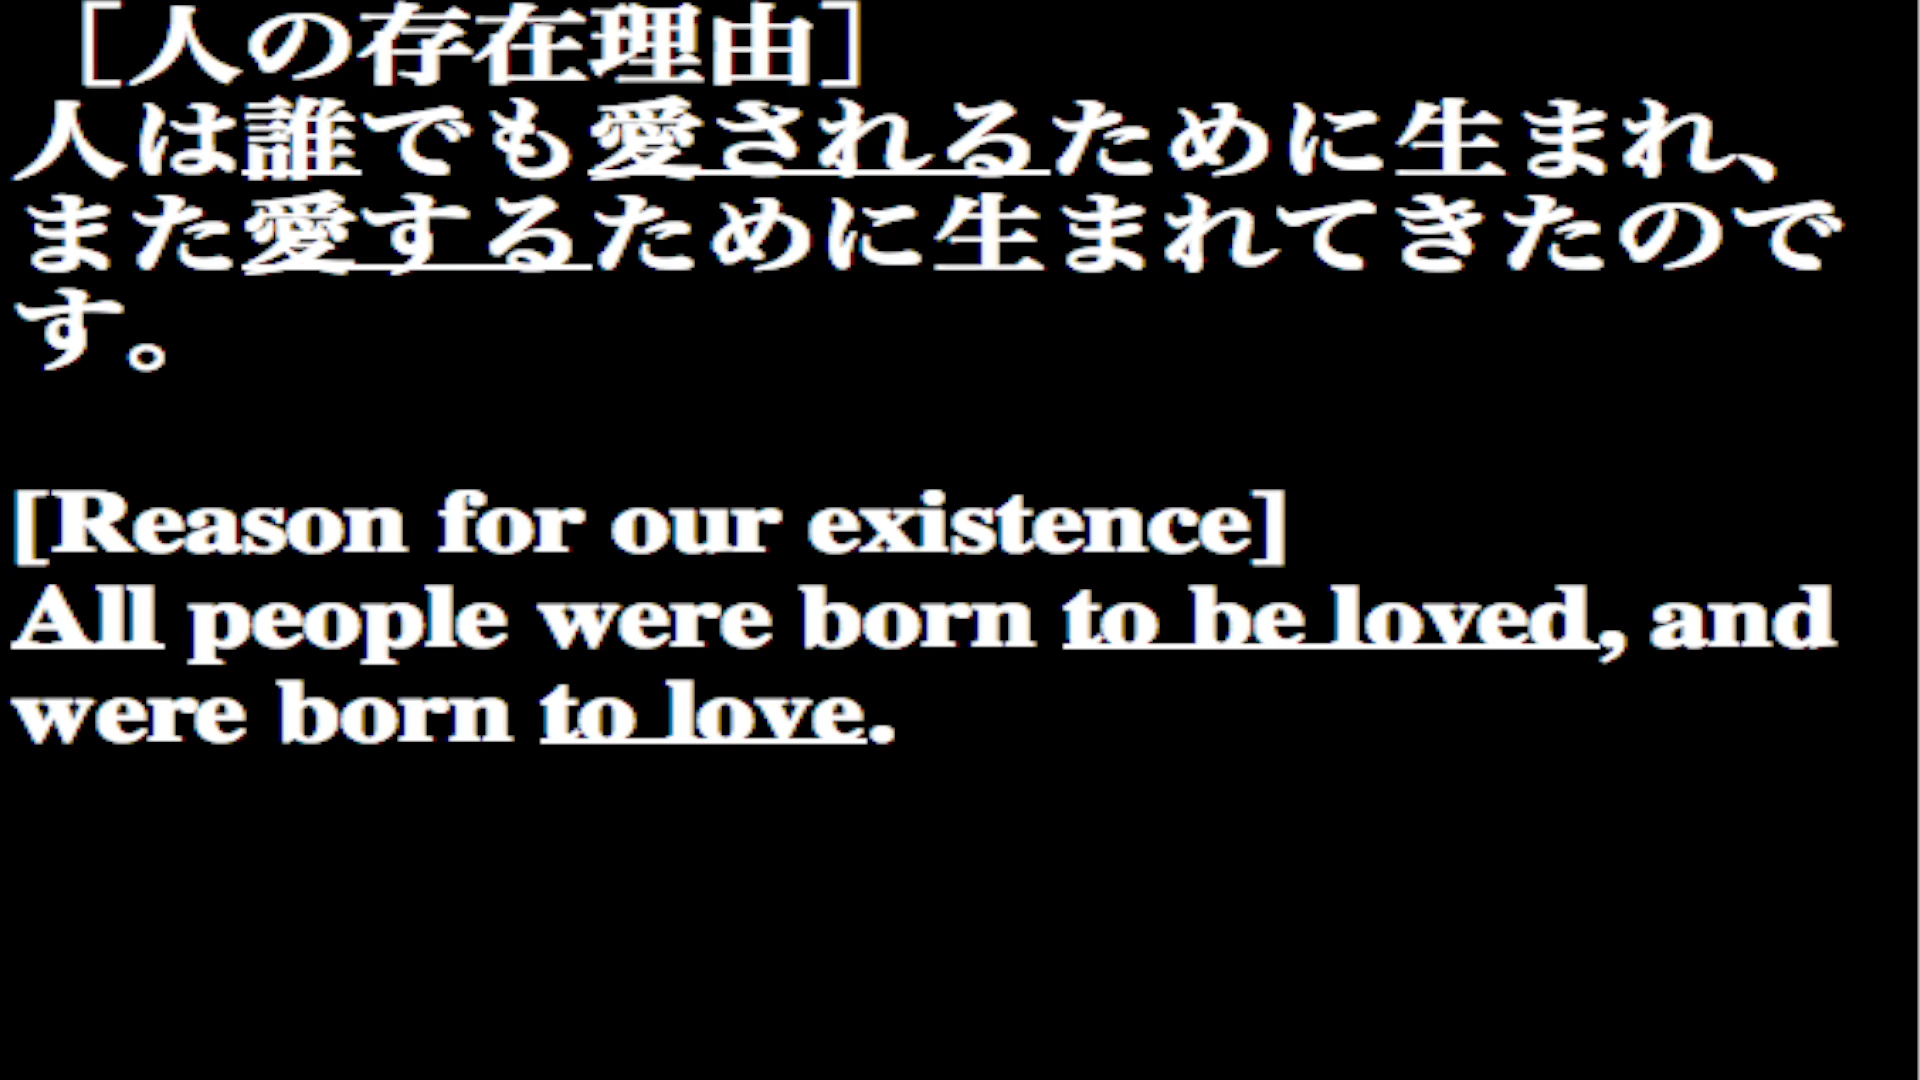 ［人の存在理由］
人は誰でも愛されるために生まれ、
また愛するために生まれてきたので
す。
[Reason for our existence]
All people were born to be loved, and
were born to love.